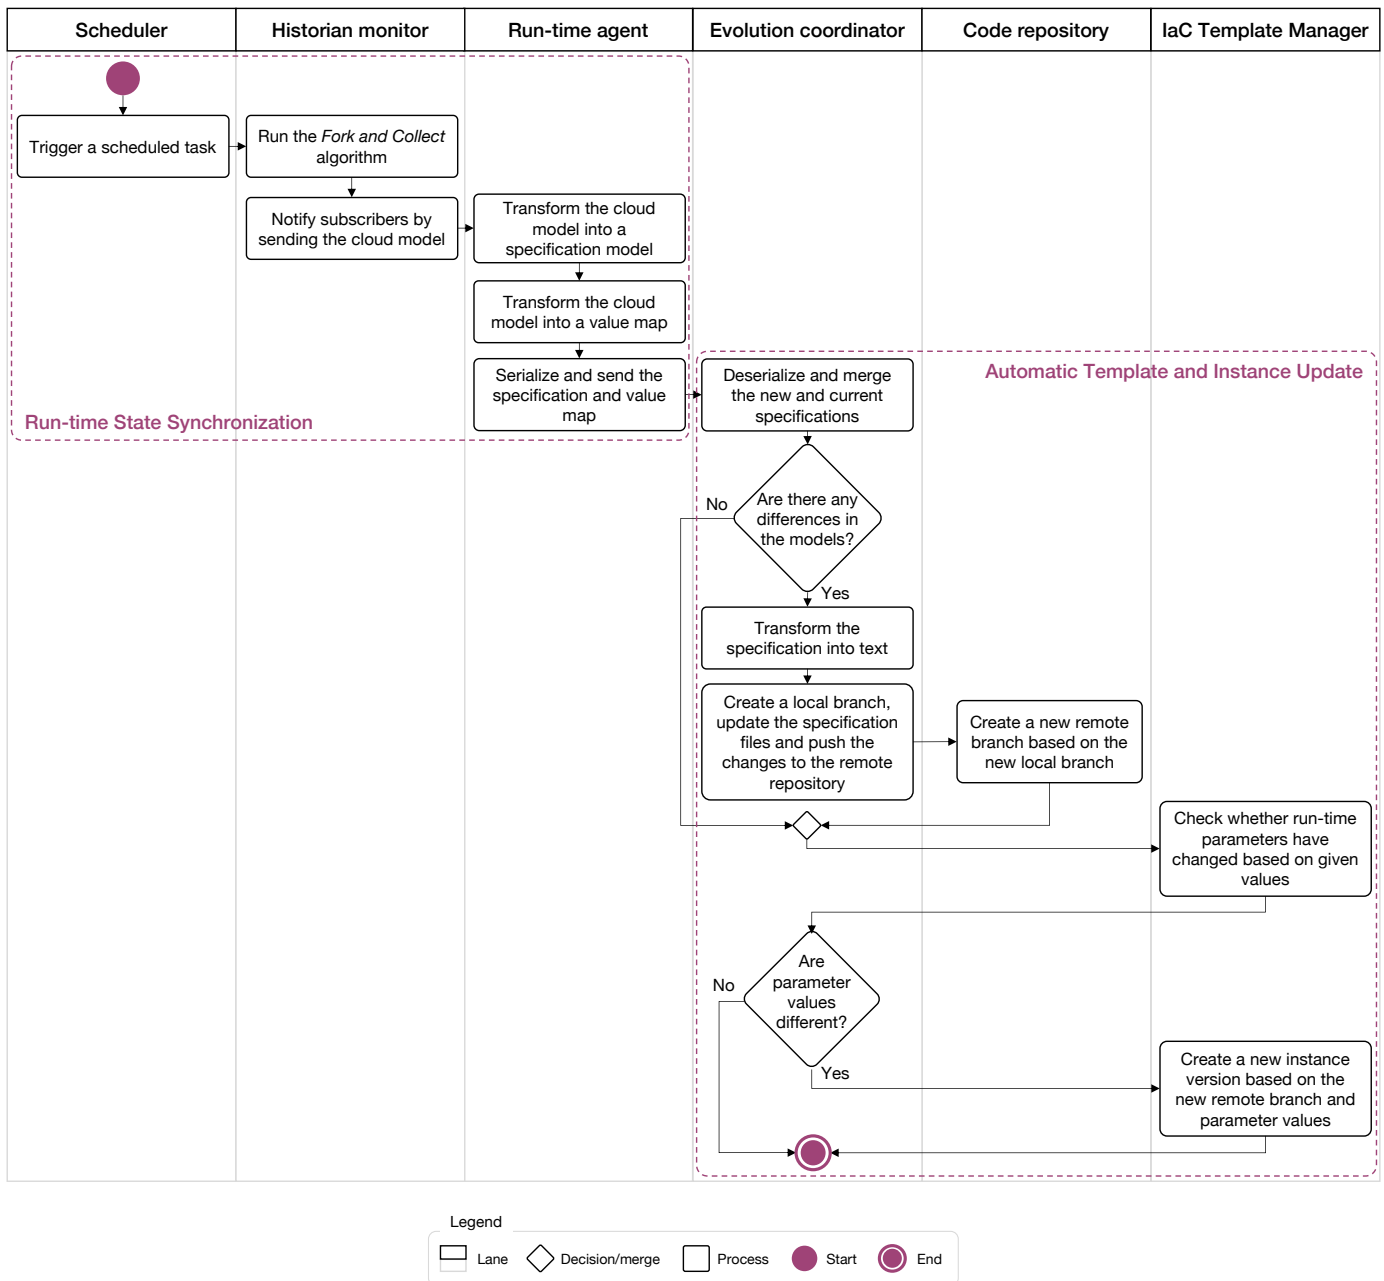 Scheduler
Historian monitor
Run-time agent
Evolution coordinator
Code repository
IaC Template Manager
Trigger a scheduled task
Run the Fork and Collect
algorithm
Notify subscribers by
sending the cloud model
Transform the cloud
model into a
specification model
Transform the cloud
model into a value map
Serialize and send the
specification and value
map
Run-time State Synchronization
Automatic Template and Instance Update
Deserialize and merge
the new and current
specifications
Are there any
differences in
the models?
No
Yes
Transform the
specification into text
Create a local branch,
update the specification
files and push the
changes to the remote
repository
Create a new remote
branch based on the
new local branch
Check whether run-time
parameters have
changed based on given
values
Are
parameter
values
different?
No
Yes
Create a new instance
version based on the
new remote branch and
parameter values
Legend
Lane
Decision/merge
Process
Start
End